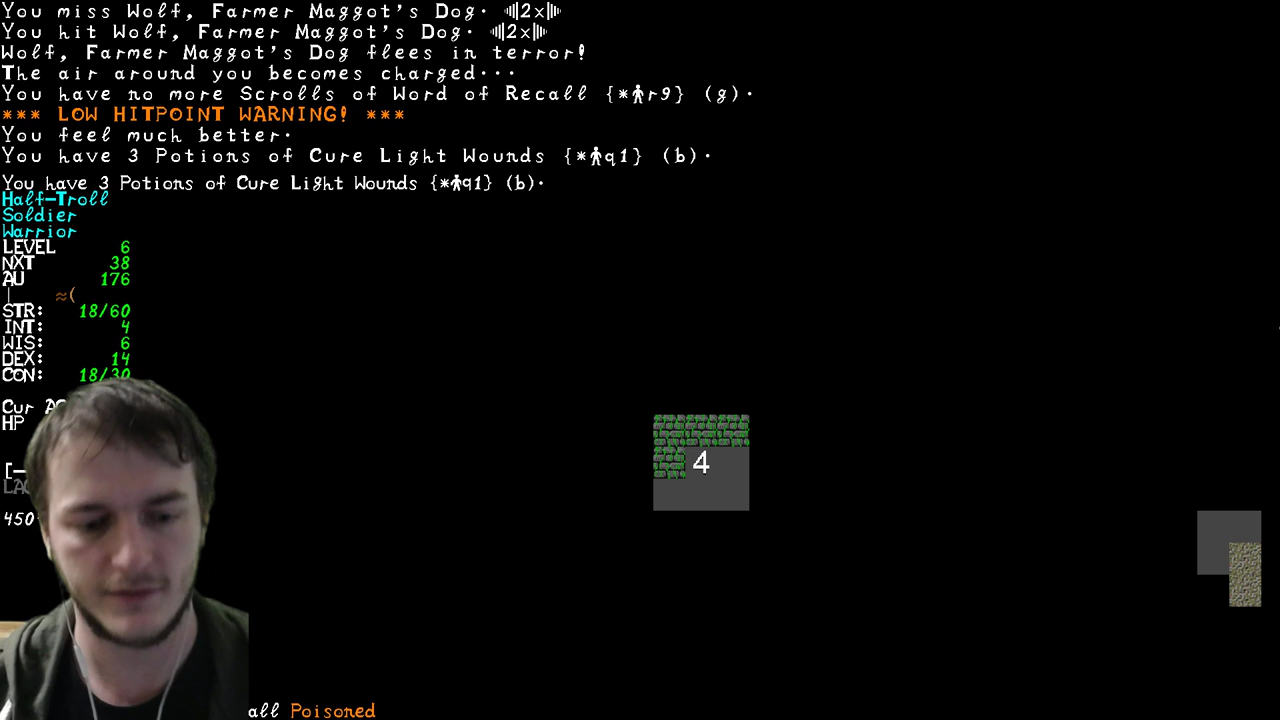 You miss Wolf, Farmer Maggot's Dog. 2x
You hit Wolf, Farmer Maggot's Dog. 2x
Wolf, Farmer Maggot's Dog flees in terror!
The air around you becomes charged...
You have no more Scrolls of Word of Recall {*r9} (g).
*** LOW HITPOINT WARNING! ***
You feel much better.
You have 3 Potions of Cure Light Wounds {*q1} (b).
You have 3 Potions of Cure Light Wounds {*q1} (b).
Half-Troll
Soldier
Warrior
LEVEL 6
NXT 38
AU 176
| ≈(
STR: 18/60
INT: 4
WIS: 6
DEX: 14
CON: 18/30
Cur
HP
4
[-
450
all Poisoned